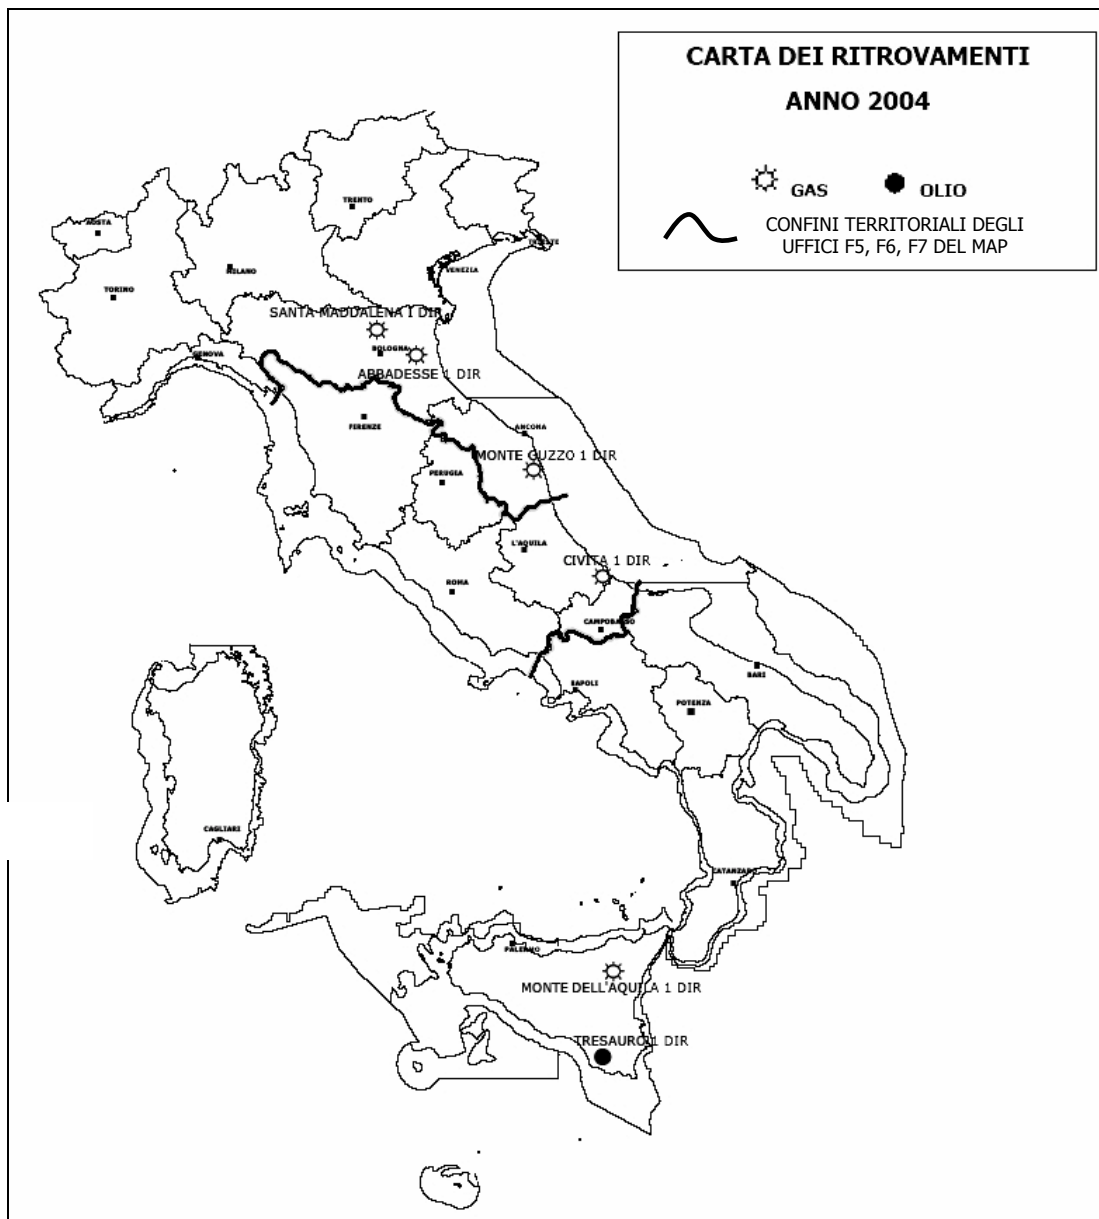 CARTA DEI RITROVAMENTI
ANNO 2004
GAS
OLIO
CONFINI TERRITORIALI DEGLI
UFFICI F5, F6, F7 DEL MAP
TRENTO
AOSTA
TRIESTE
MILANO
VENEZIA
TORINO
SANTA MADDALENA 1 DIR
GENOVA
BOLOGNA
ABBADESSE 1 DIR
FIRENZE
ANCONA
MONTE GUZZO 1 DIR
PERUGIA
L'AQUILA
CIVITA 1 DIR
ROMA
CAMPOBASSO
BARI
NAPOLI
POTENZA
CAGLIARI
CATANZARO
PALERMO
MONTE DELL'AQUILA 1 DIR
TRESAURO 1 DIR